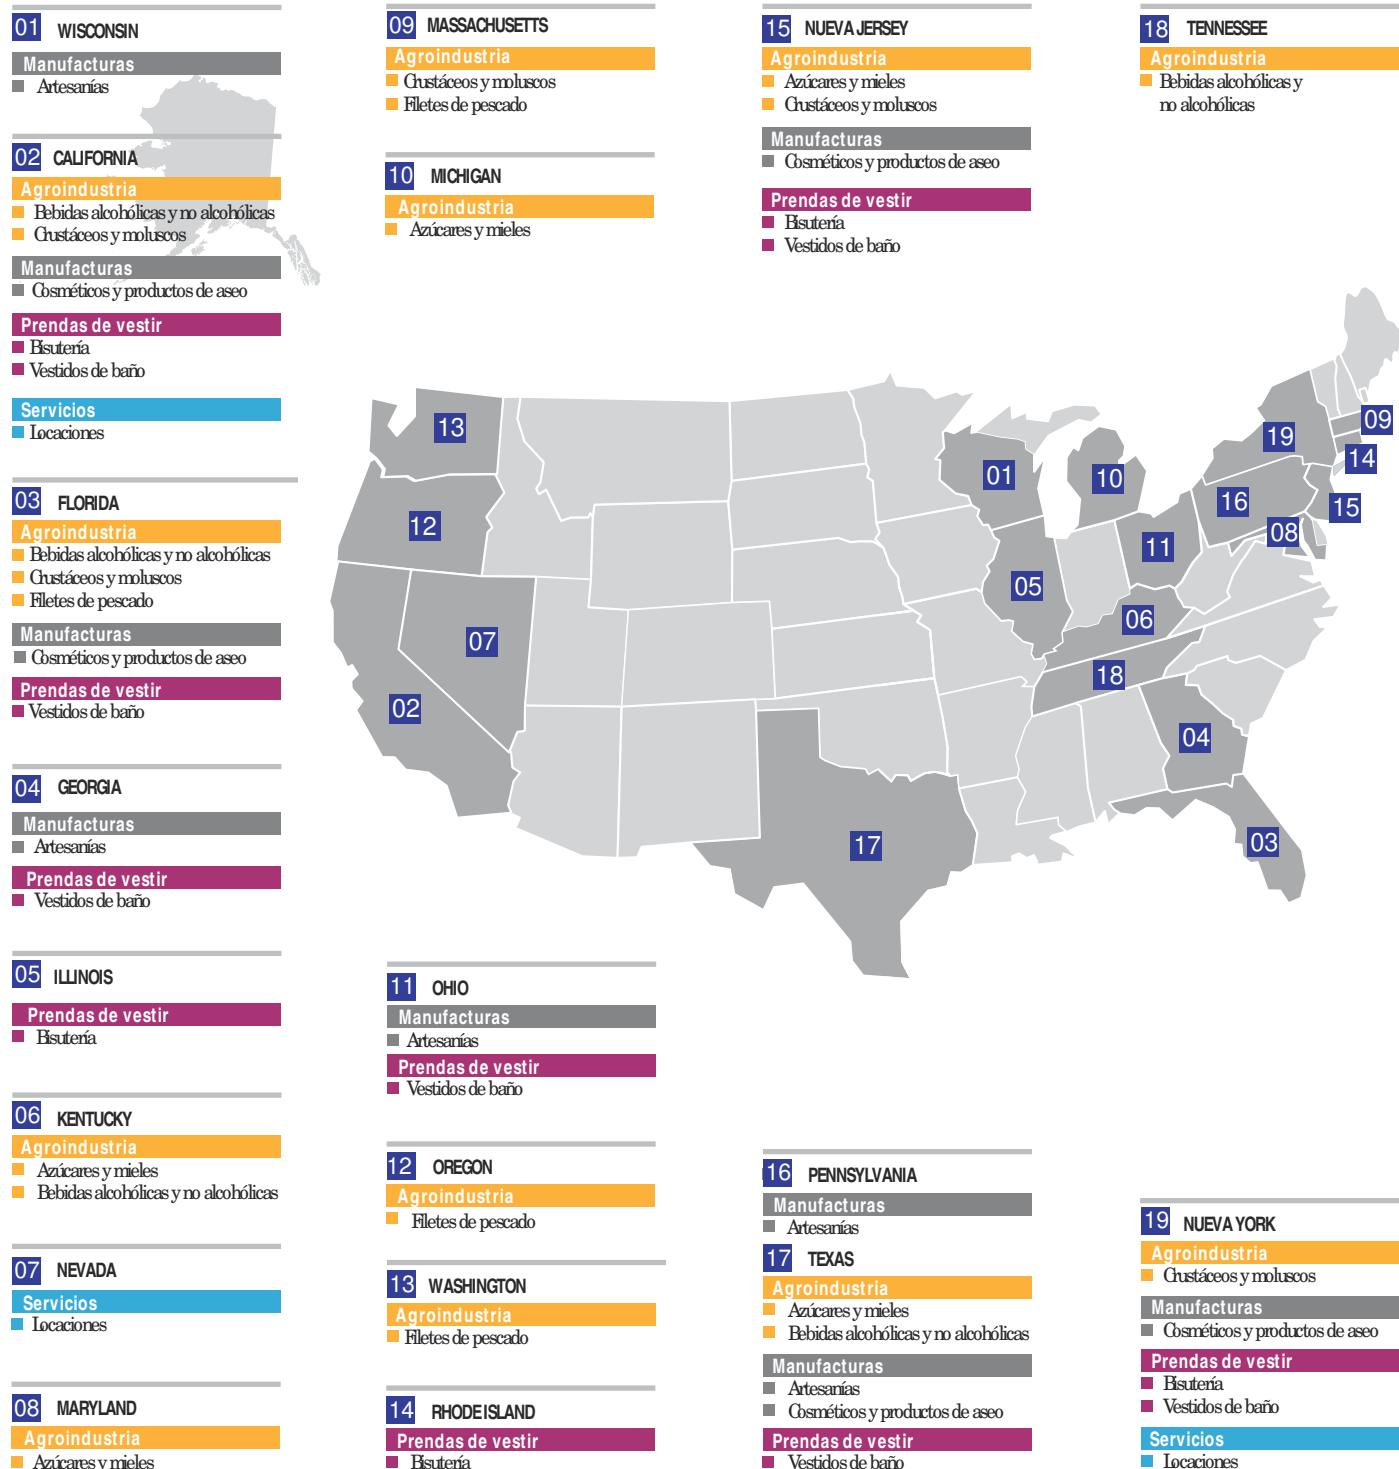 01 WISCONSIN
Manufacturas
Artesanías
02 CALIFORNIA
Agroindustria
Bebidas alcohólicas y no alcohólicas
Crustáceos y moluscos
Manufacturas
Cosméticos y productos de aseo
Prendas de vestir
Bisutería
Vestidos de baño
Servicios
Locaciones
03 FLORIDA
Agroindustria
Bebidas alcohólicas y no alcohólicas
Crustáceos y moluscos
Filetes de pescado
Manufacturas
Cosméticos y productos de aseo
Prendas de vestir
Vestidos de baño
04 GEORGIA
Manufacturas
Artesanías
Prendas de vestir
Vestidos de baño
05 ILLINOIS
Prendas de vestir
Bisutería
06 KENTUCKY
Agroindustria
Azúcares y mieles
Bebidas alcohólicas y no alcohólicas
07 NEVADA
Servicios
Locaciones
08 MARYLAND
Agroindustria
Azúcares y mieles
09 MASSACHUSETTS
Agroindustria
Crustáceos y moluscos
Filetes de pescado
10 MICHIGAN
Agroindustria
Azúcares y mieles
11 OHIO
Manufacturas
Artesanías
Prendas de vestir
Vestidos de baño
12 OREGON
Agroindustria
Filetes de pescado
13 WASHINGTON
Agroindustria
Filetes de pescado
14 RHODE ISLAND
Prendas de vestir
Bisutería
15 NUEVA JERSEY
Agroindustria
Azúcares y mieles
Crustáceos y moluscos
Manufacturas
Cosméticos y productos de aseo
Prendas de vestir
Bisutería
Vestidos de baño
16 PENNSYLVANIA
Manufacturas
Artesanías
17 TEXAS
Agroindustria
Azúcares y mieles
Bebidas alcohólicas y no alcohólicas
Manufacturas
Artesanías
Cosméticos y productos de aseo
Prendas de vestir
Vestidos de baño
18 TENNESSEE
Agroindustria
Bebidas alcohólicas y
no alcohólicas
19 NUEVA YORK
Agroindustria
Crustáceos y moluscos
Manufacturas
Cosméticos y productos de aseo
Prendas de vestir
Bisutería
Vestidos de baño
Servicios
Locaciones
13
01
10
19
09
14
12
16
15
08
11
05
06
07
18
02
04
17
03